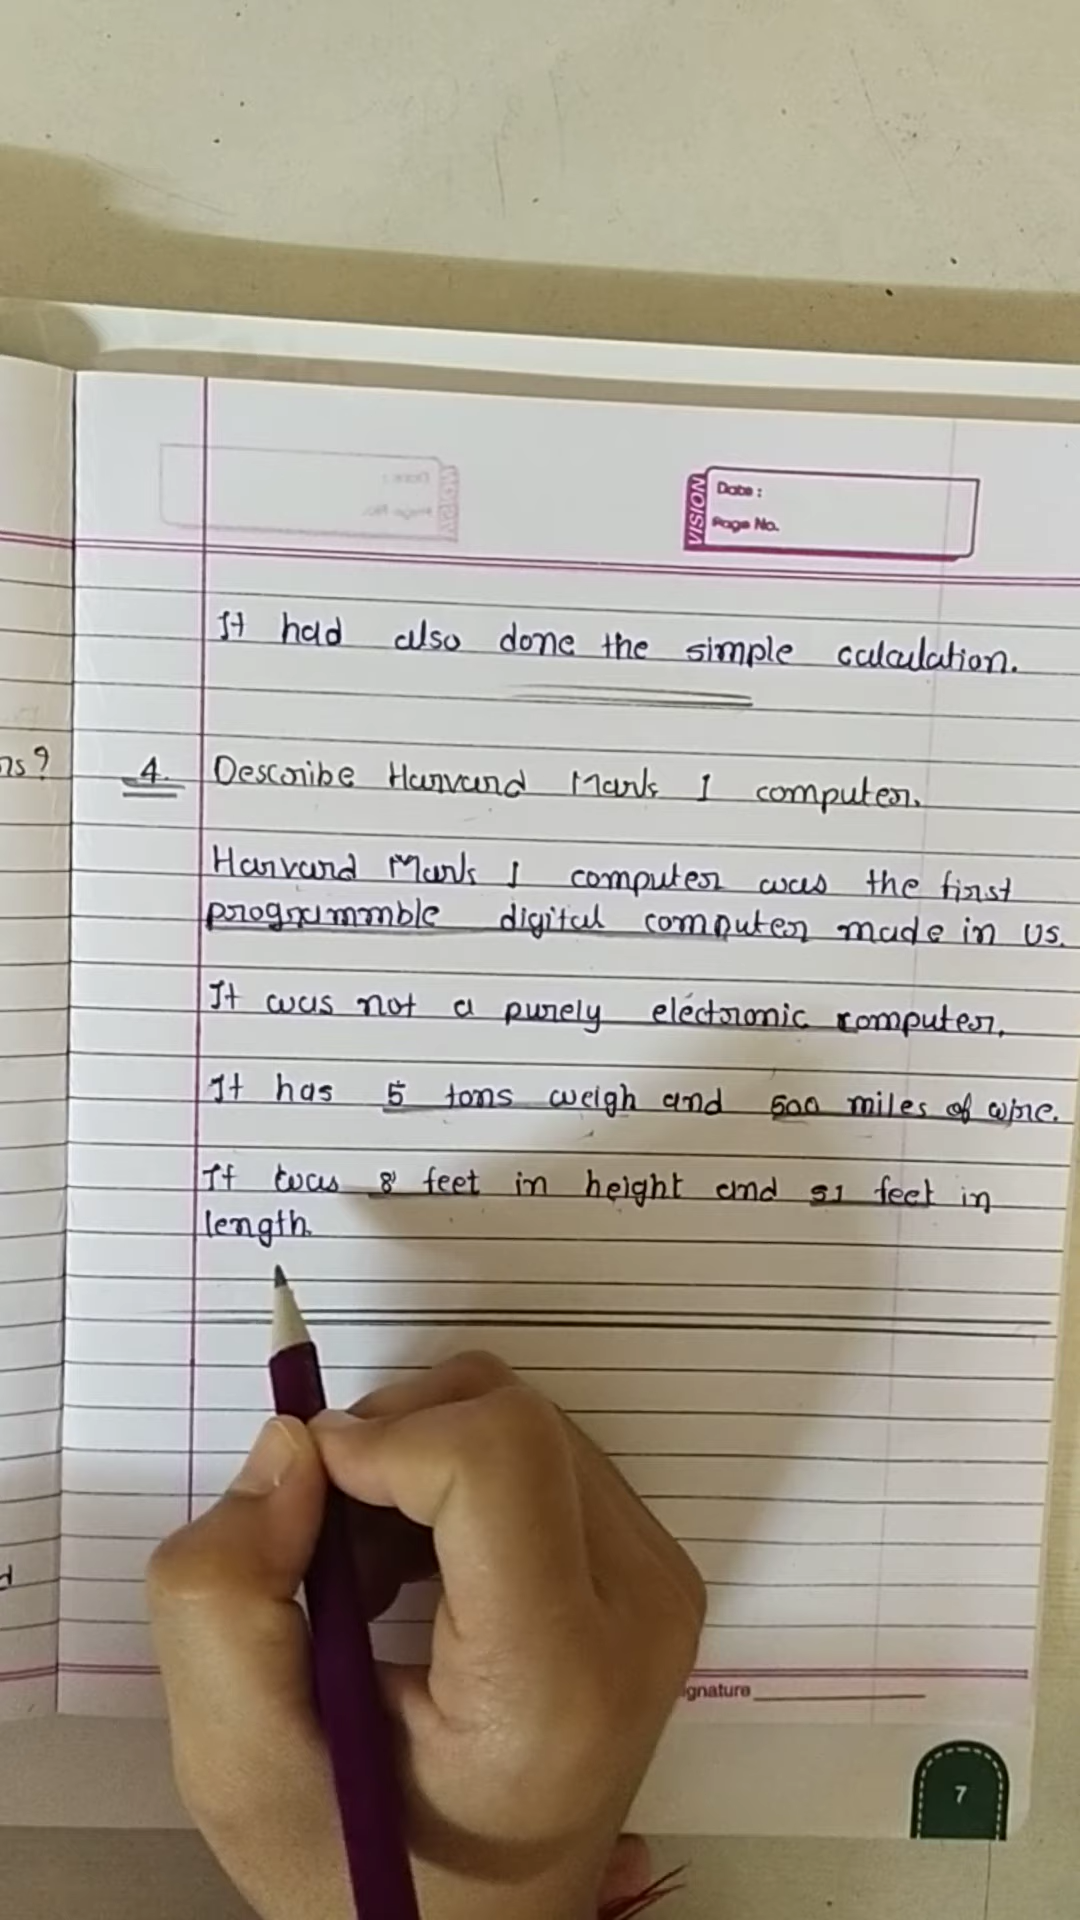 Date :
VISION
Page No.
It had also done the simple calculation.
ns?
4. Describe Harvard Mark I computer.
Harvard Mark I computer was the first
programmble digital computer made in US.
It was not a purely electronic computer.
It has 5 tons weigh and 500 miles of wire.
It was 8 feet in height and 51 feet in
length.
ignature
7